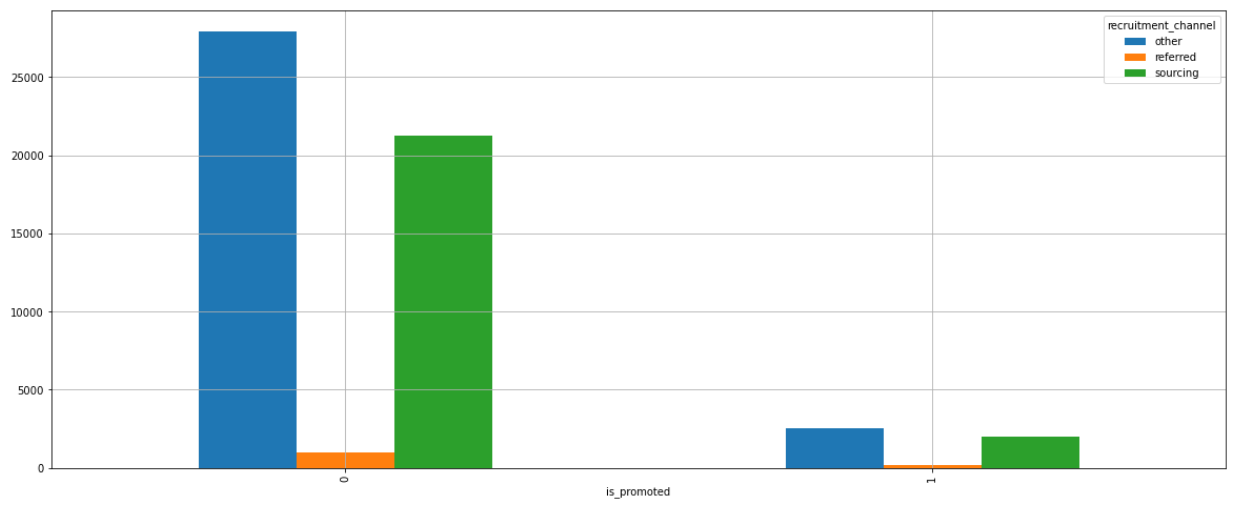 recruitment_channel
other
referred
sourcing
25000
20000
15000
10000
5000
0
0
1
is_promoted